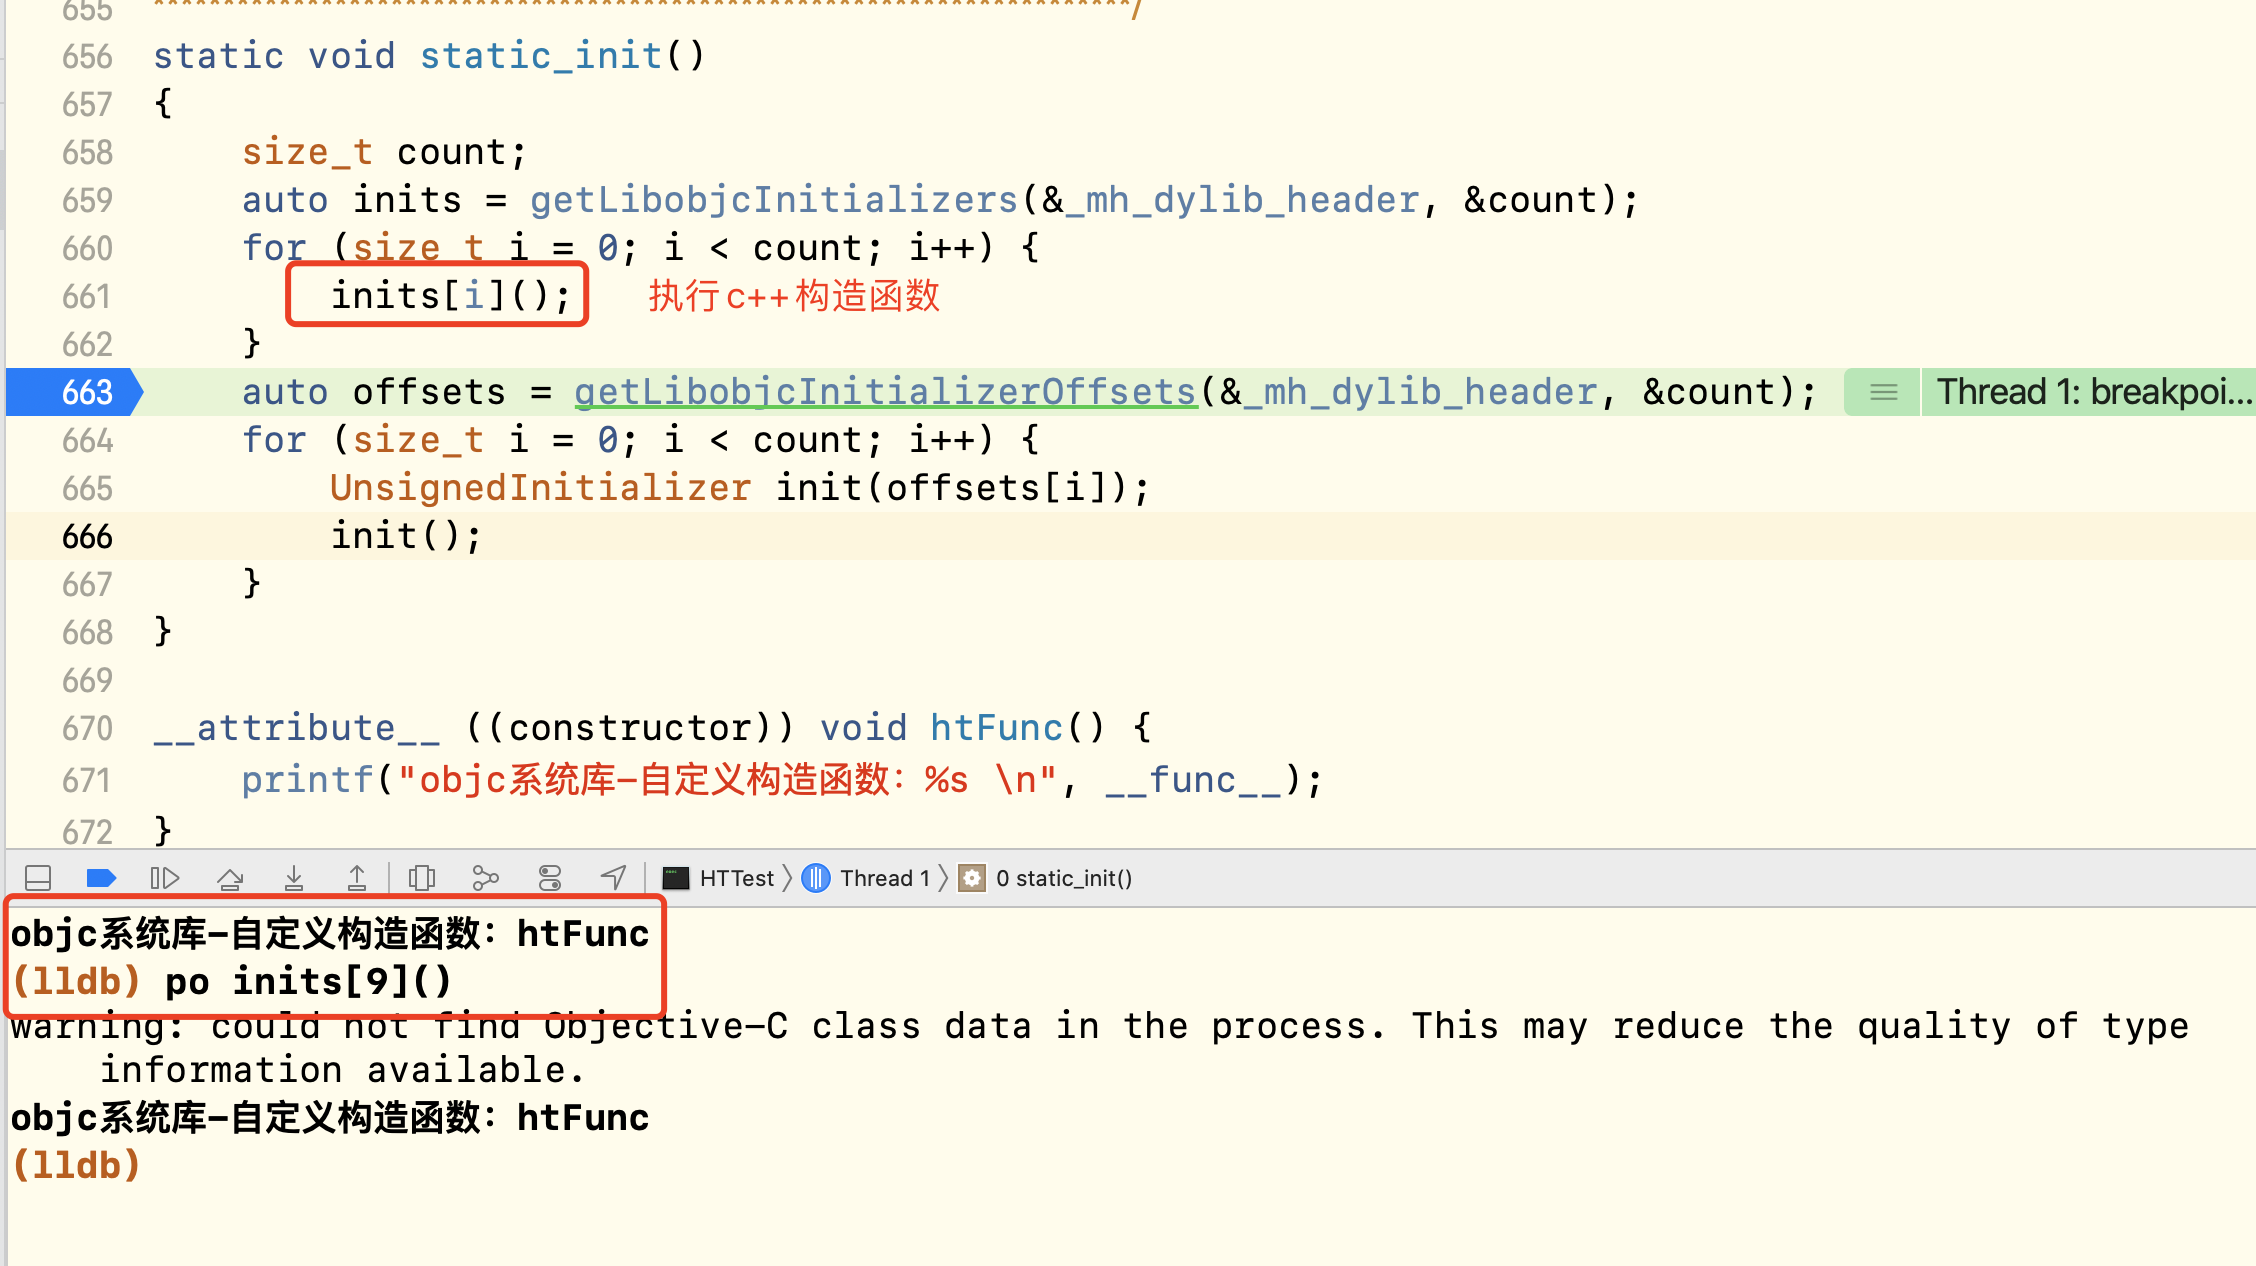 655 ******************************************************************/
656 static void static_init()
657 {
658 size_t count;
659 auto inits = getLibobjcInitializers(&_mh_dylib_header, &count);
660 for (size_t i = 0; i < count; i++) {
661 inits[i](); 执行c++构造函数
662 }
663 auto offsets = getLibobjcInitializerOffsets(&_mh_dylib_header, &count); Thread 1: breakpoi...
664 for (size_t i = 0; i < count; i++) {
665 UnsignedInitializer init(offsets[i]);
666 init();
667 }
668 }
669
670 __attribute__ ((constructor)) void htFunc() {
671 printf("objc系统库-自定义构造函数: %s \n", __func__);
672 }
HTTest 〉 Thread 1 〉 0 static_init()
objc系统库-自定义构造函数: htFunc
(lldb) po inits[9]()
Warning: could not find Objective-C class data in the process. This may reduce the quality of type
information available.
objc系统库-自定义构造函数: htFunc
(lldb)